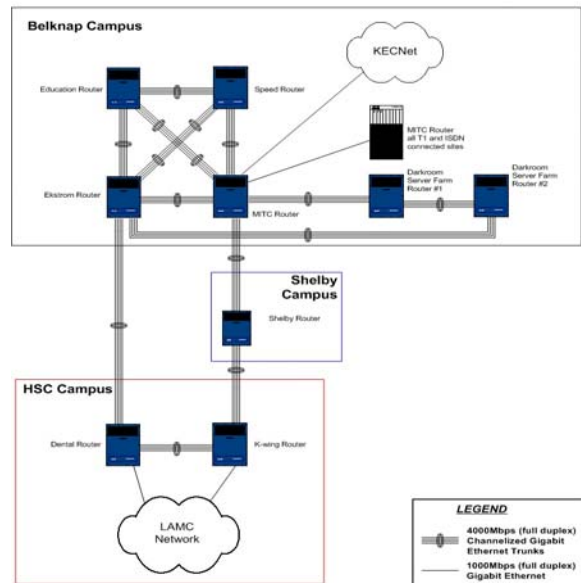 Belknap Campus
KECNet
Education Router
Speed Router
MITC Router
all T1 and ISDN
connected sites
Darkroom
Server Farm
Router #1
Darkroom
Server Farm
Router #2
Ekstrom Router
MITC Router
Shelby
Campus
Shelby Router
HSC Campus
Dental Router
K-wing Router
LAMC
Network
LEGEND
4000Mbps (full duplex)
Channelized Gigabit
Ethernet Trunks
1000Mbps (full duplex)
Gigabit Ethernet